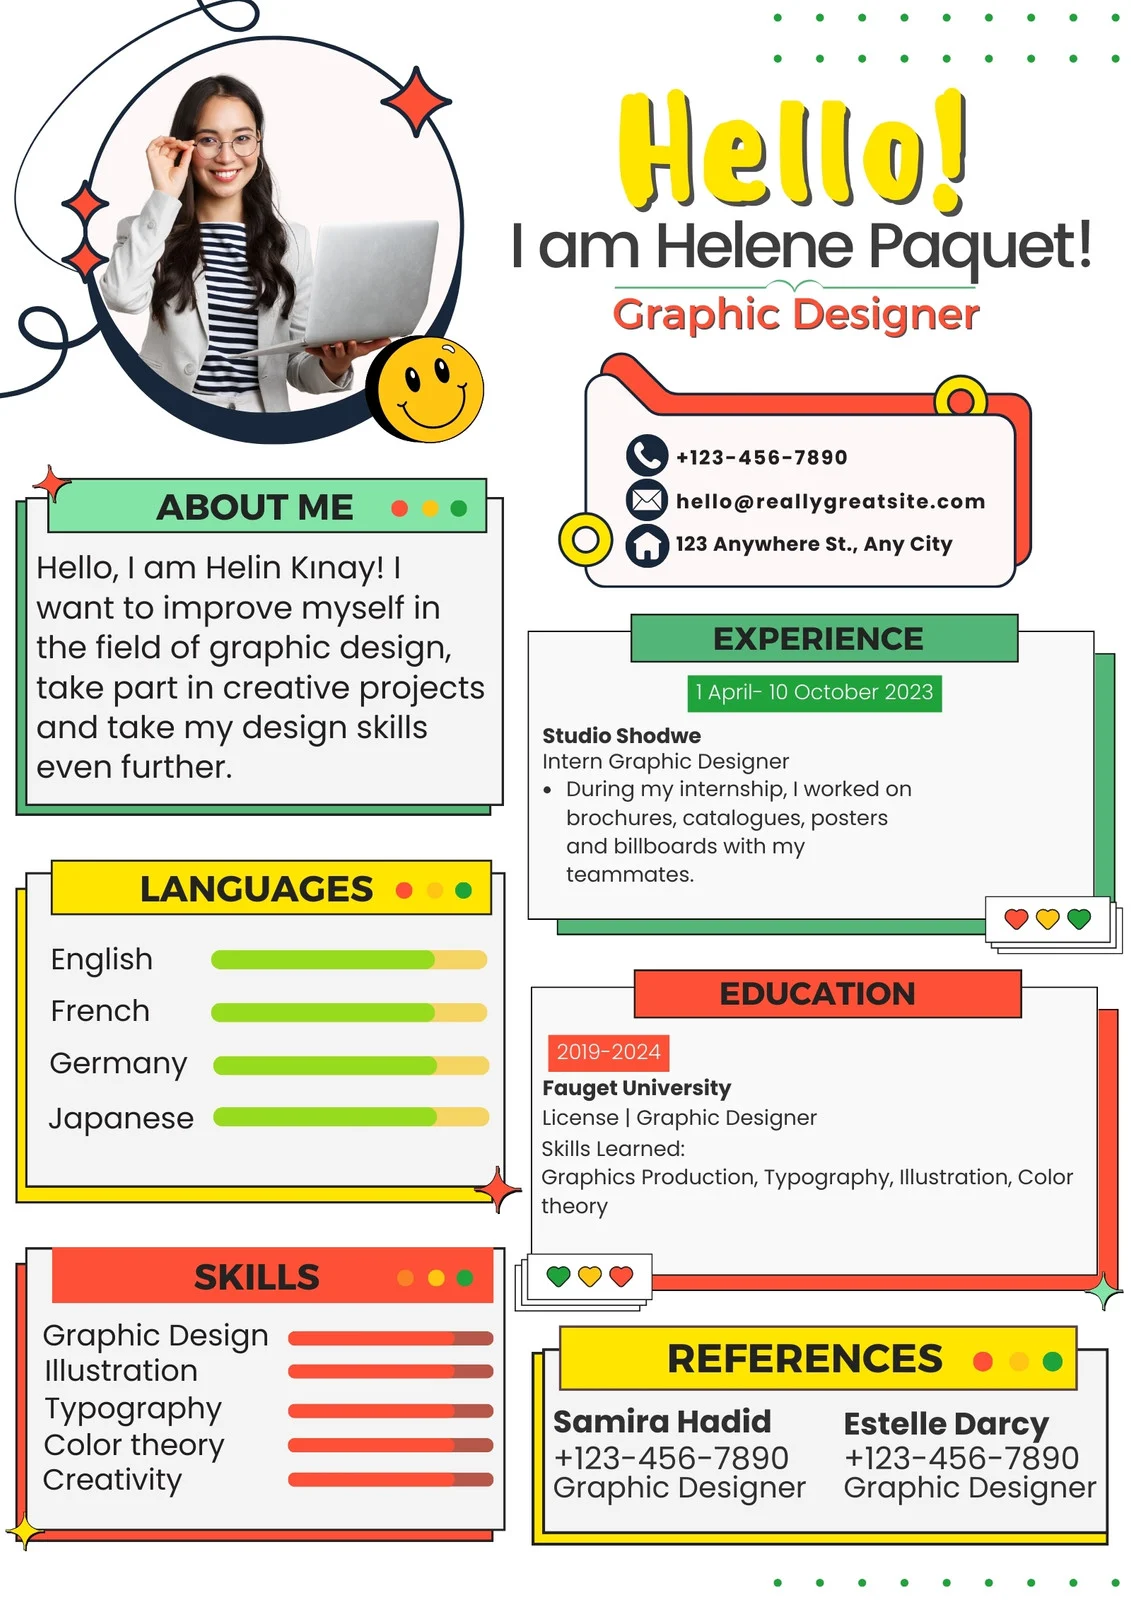 Hello!
I am Helene Paquet!
Graphic Designer
+123-456-7890
hello@reallygreatsite.com
123 Anywhere St., Any City
ABOUT ME
Hello, I am Helin Kınay! I
want to improve myself in
the field of graphic design,
take part in creative projects
and take my design skills
even further.
LANGUAGES
English
French
Germany
Japanese
SKILLS
Graphic Design
Illustration
Typography
Color theory
Creativity
EXPERIENCE
1 April- 10 October 2023
Studio Shodwe
Intern Graphic Designer
• During my internship, I worked on
brochures, catalogues, posters
and billboards with my
teammates.
EDUCATION
2019-2024
Fauget University
License | Graphic Designer
Skills Learned:
Graphics Production, Typography, Illustration, Color
theory
REFERENCES
Samira Hadid
+123-456-7890
Graphic Designer
Estelle Darcy
+123-456-7890
Graphic Designer